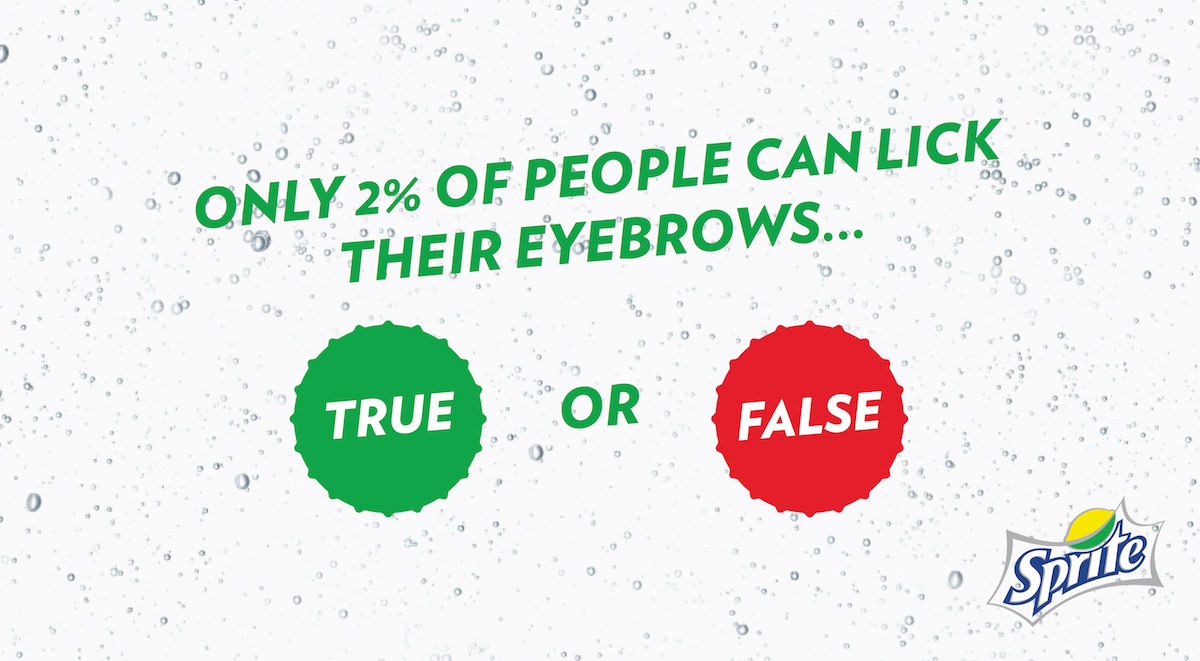 ONLY 2% OF PEOPLE CAN LICK
THEIR EYEBROWS...
TRUE
OR
FALSE
Sprite